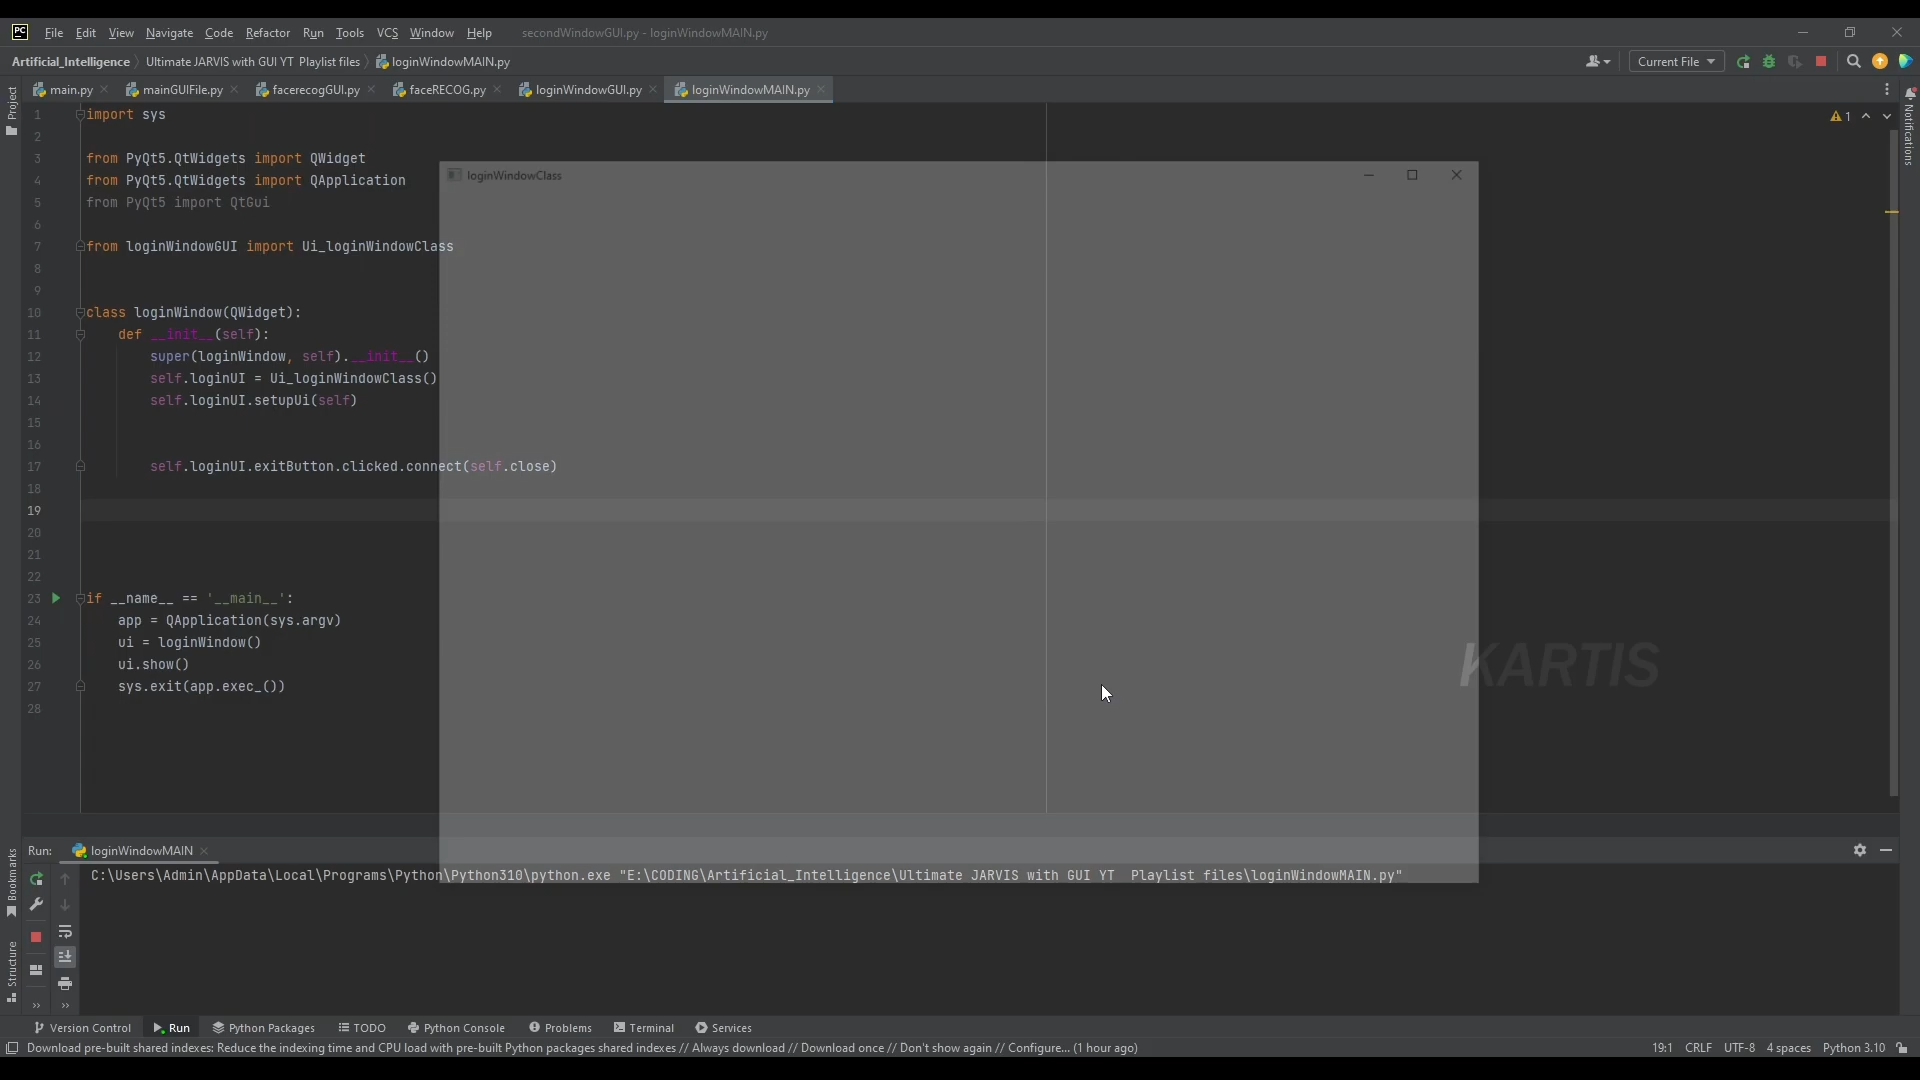 PC File Edit View Navigate Code Refactor Run Tools VCS Window Help secondWindowGUI.py - loginWindowMAIN.py
Artificial_Intelligence Ultimate JARVIS with GUI YT Playlist files loginWindowMAIN.py Current File
Project main.py mainGUIFile.py facerecogGUI.py faceRECOG.py loginWindowGUI.py loginWindowMAIN.py
Notifications
1 import sys 1
2
3 from PyQt5.QtWidgets import QWidget
loginWindowClass
4 from PyQt5.QtWidgets import QApplication
5 from PyQt5 import QtGui
6
7 from loginWindowGUI import Ui_loginWindowClass
8
9
10 class loginWindow(QWidget):
11 def __init__(self):
12 super(loginWindow, self).__init__()
13 self.loginUI = Ui_loginWindowClass()
14 self.loginUI.setupUi(self)
15
16
17 self.loginUI.exitButton.clicked.connect(self.close)
18
19
20
21
22
23 if __name__ == '__main__':
24 app = QApplication(sys.argv)
25 ui = loginWindow()
26 ui.show()
27 sys.exit(app.exec_())
28
KARTIS
Run: loginWindowMAIN
C:\Users\Admin\AppData\Local\Programs\Python\Python310\python.exe "E:\CODING\Artificial_Intelligence\Ultimate JARVIS with GUI YT  Playlist files\loginWindowMAIN.py"
Bookmarks
Structure
Version Control Run Python Packages TODO Python Console Problems Terminal Services
Download pre-built shared indexes: Reduce the indexing time and CPU load with pre-built Python packages shared indexes // Always download // Download once // Don't show again // Configure... (1 hour ago) 19:1 CRLF UTF-8 4 spaces Python 3.10